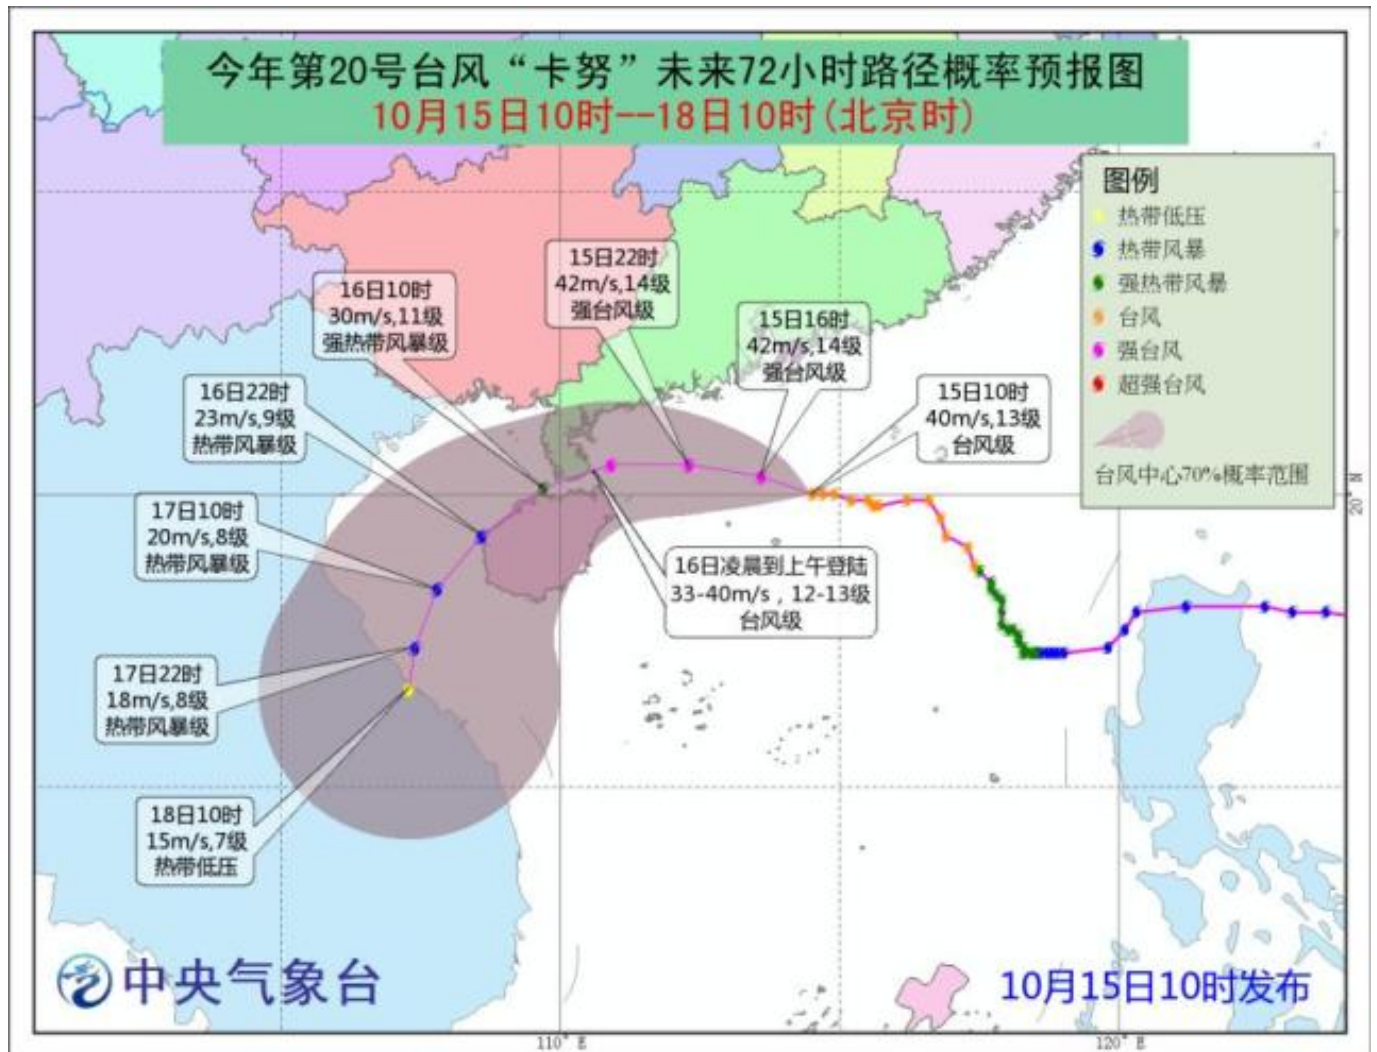 今年第20号台风“卡努”未来72小时路径概率预报图
10月15日10时--18日10时(北京时)
图例
热带低压
热带风暴
强热带风暴
台风
强台风
超强台风
台风中心70%概率范围
15日22时
42m/s,14级
强台风级
16日10时
30m/s,11级
强热带风暴级
15日16时
42m/s,14级
强台风级
16日22时
23m/s,9级
热带风暴级
15日10时
40m/s,13级
台风级
17日10时
20m/s,8级
热带风暴级
16日凌晨到上午登陆
33-40m/s，12-13级
台风级
17日22时
18m/s,8级
热带风暴级
18日10时
15m/s,7级
热带低压
20° N
中央气象台
10月15日10时发布
110° E
120° E